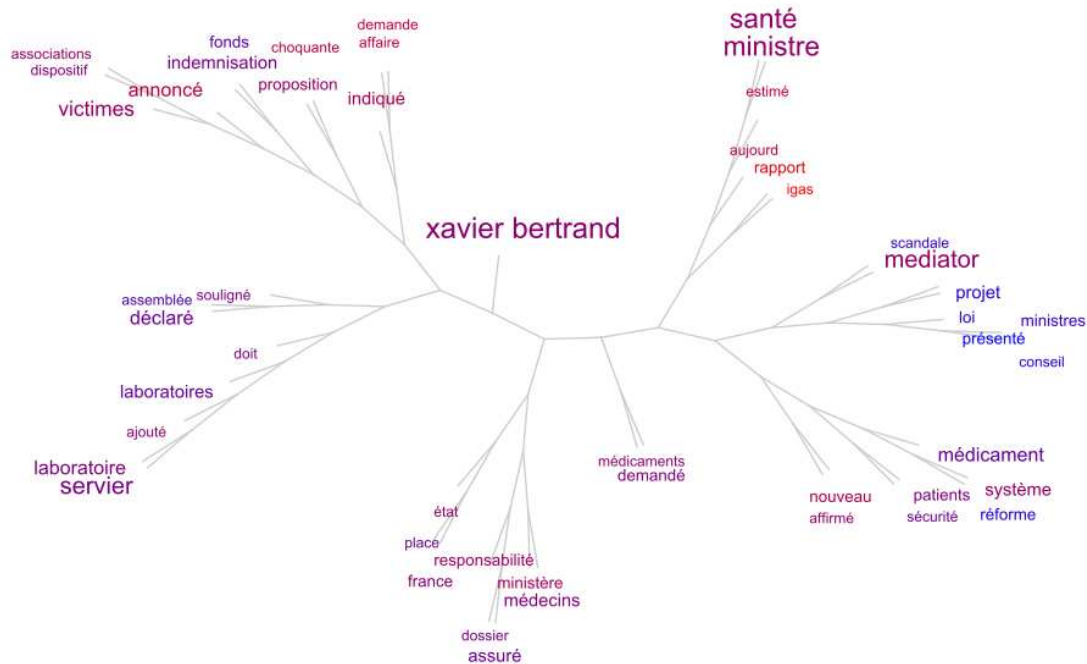 santé
ministre
demande
affaire
fonds
choquante
indemnisation
associations
dispositif
proposition
annoncé
indiqué
victimes
estimé
aujourd
rapport
igas
xavier bertrand
scandale
mediator
projet
loi
ministres
présenté
conseil
assemblée
souligné
déclaré
doit
laboratoires
ajouté
laboratoire
servier
médicaments
demandé
médicament
nouveau
affirmé
patients
sécurité
système
réforme
état
place
responsabilité
france
ministère
médecins
dossier
assuré